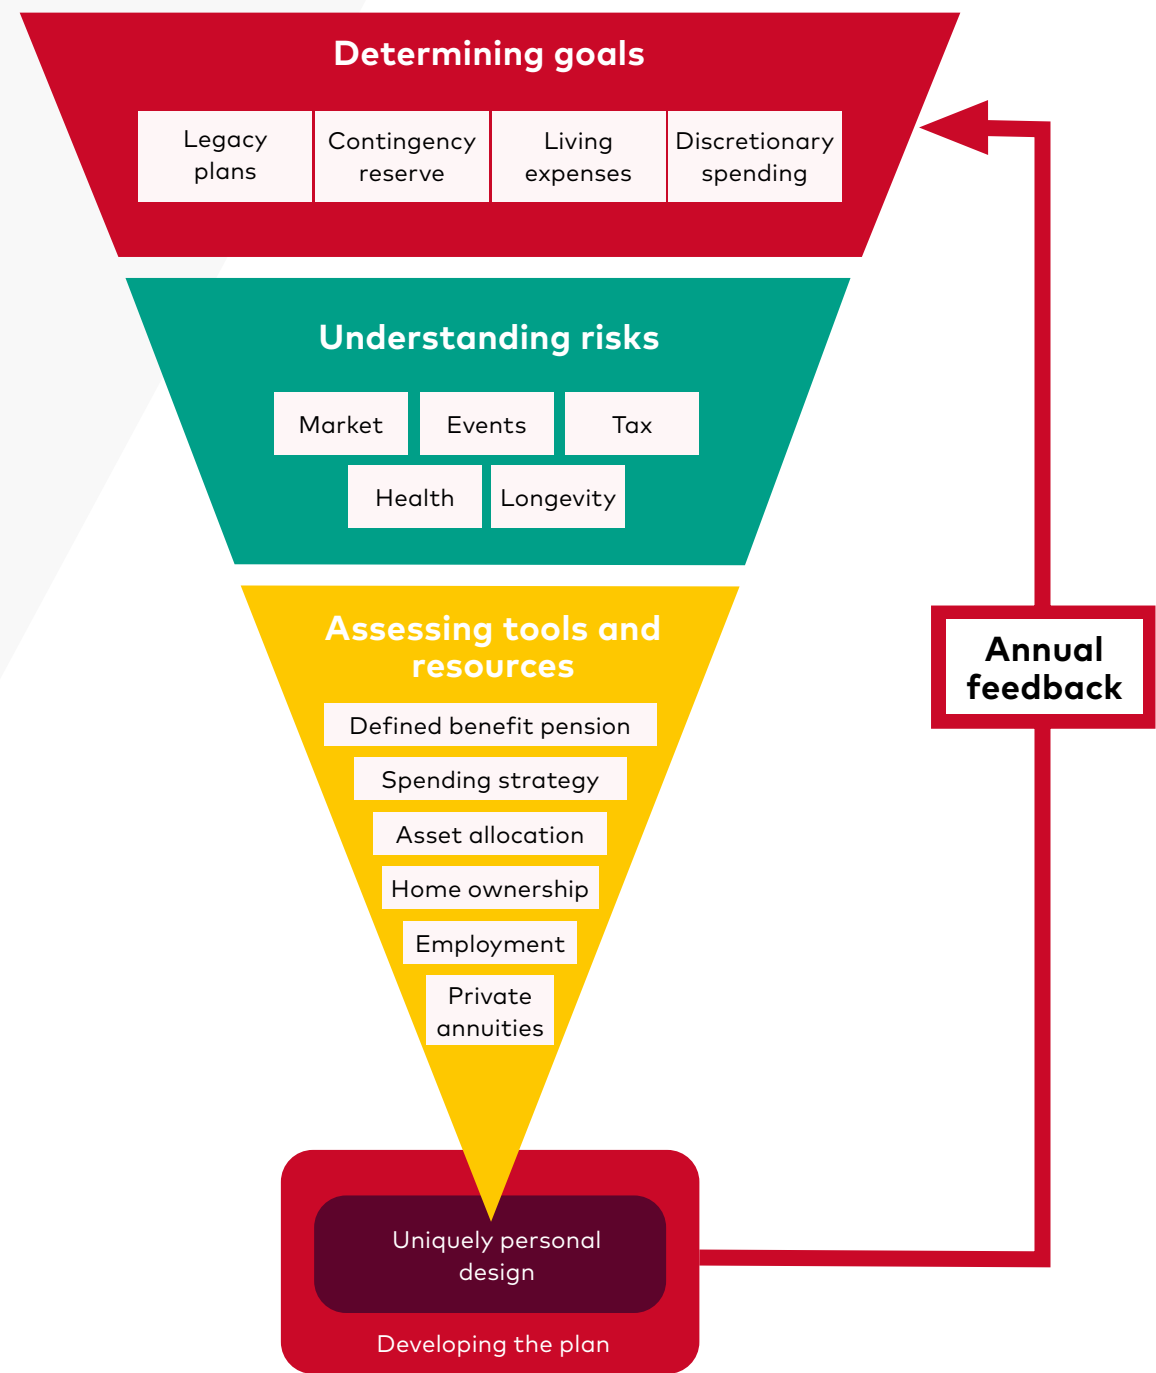 Determining goals
Legacy
plans
Contingency
reserve
Living
expenses
Discretionary
spending
Understanding risks
Market
Events
Tax
Health
Longevity
Assessing tools and
resources
Defined benefit pension
Spending strategy
Asset allocation
Home ownership
Employment
Private
annuities
Annual
feedback
Uniquely personal
design
Developing the plan